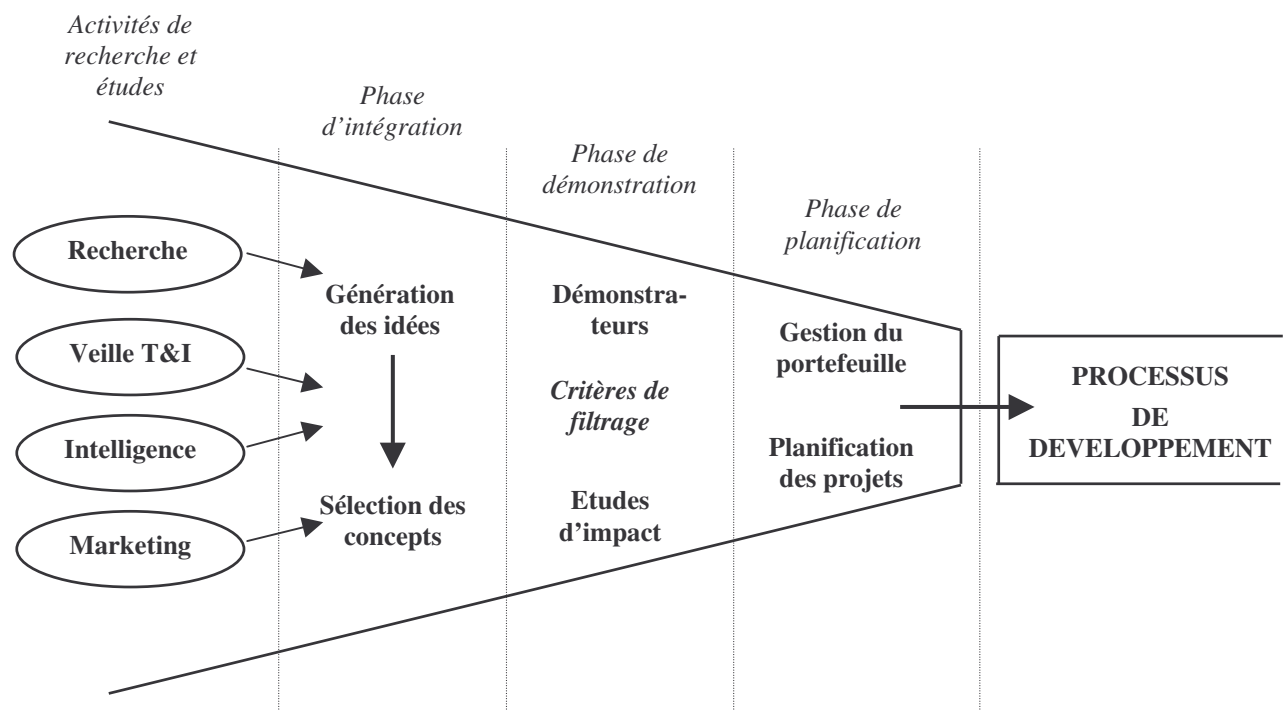 Activités de
recherche et
études
Phase
d'intégration
Phase de
démonstration
Phase de
planification
Recherche
Veille T&I
Intelligence
Marketing
Génération
des idées
Sélection des
concepts
Démonstra-
teurs
Critères de
filtrage
Etudes
d'impact
Gestion du
portefeuille
Planification
des projets
PROCESSUS
DE
DEVELOPPEMENT